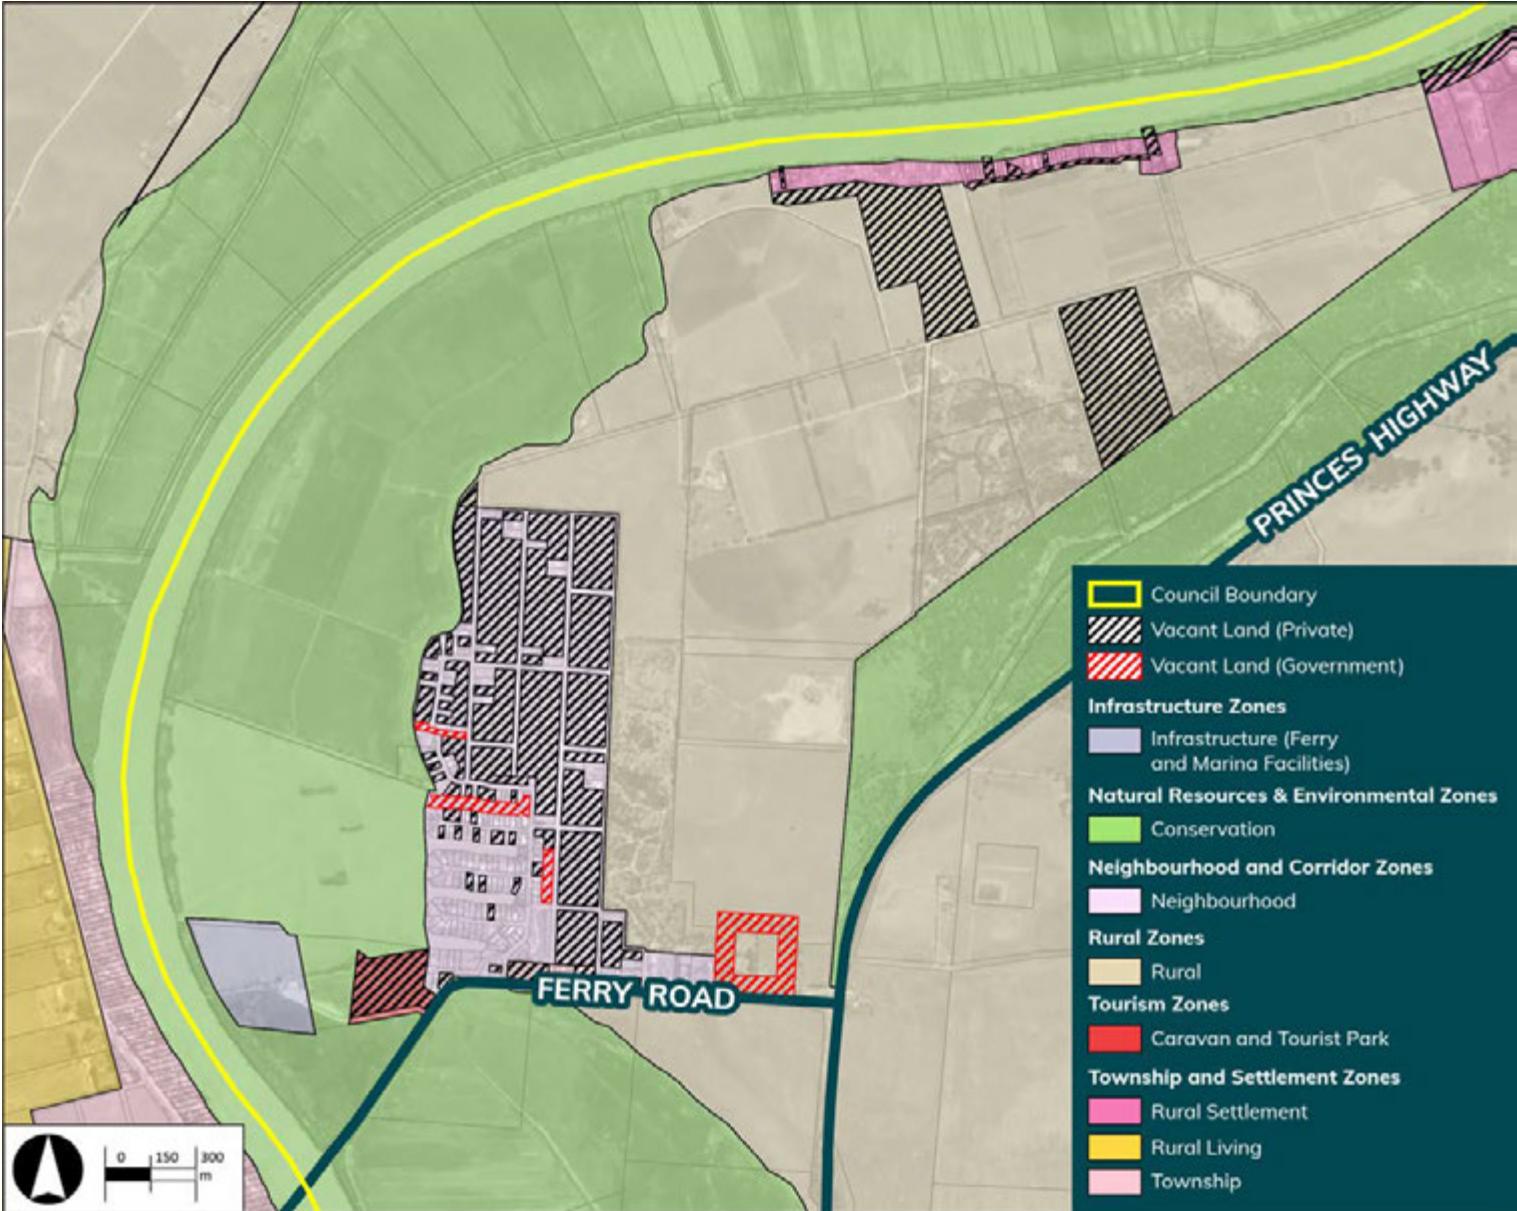 PRINCES HIGHWAY
FERRY ROAD
Council Boundary
Vacant Land (Private)
Vacant Land (Government)
Infrastructure Zones
Infrastructure (Ferry
and Marina Facilities)
Natural Resources & Environmental Zones
Conservation
Neighbourhood and Corridor Zones
Neighbourhood
Rural Zones
Rural
Tourism Zones
Caravan and Tourist Park
Township and Settlement Zones
Rural Settlement
Rural Living
Township
0 150 300
m